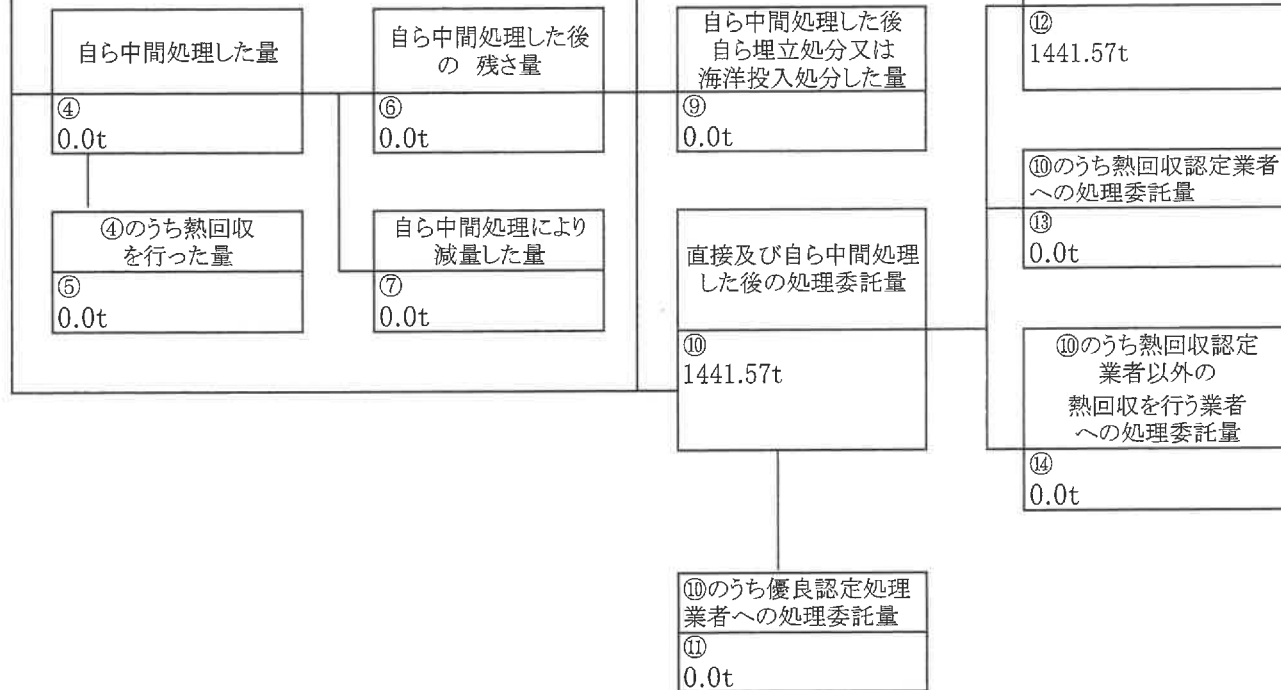 自ら中間処理した量
④
0.0t
自ら中間処理した後
の 残さ量
⑥
0.0t
自ら中間処理した後
自ら埋立処分又は
海洋投入処分した量
⑨
0.0t
⑫
1441.57t
④のうち熱回収
を行った量
⑤
0.0t
自ら中間処理により
減量した量
⑦
0.0t
直接及び自ら中間処理
した後の処理委託量
⑩
1441.57t
⑩のうち熱回収認定業者
への処理委託量
⑬
0.0t
⑩のうち熱回収認定
業者以外の
熱回収を行う業者
への処理委託量
⑭
0.0t
⑩のうち優良認定処理
業者への処理委託量
⑪
0.0t